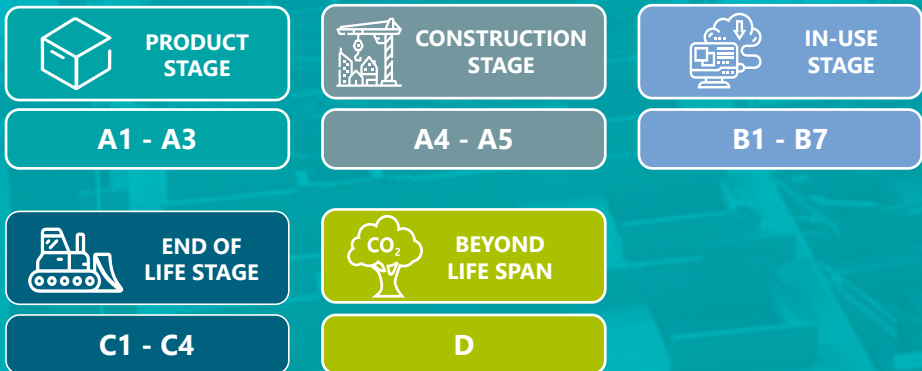 PRODUCT
STAGE
A1 - A3
CONSTRUCTION
STAGE
A4 - A5
IN-USE
STAGE
B1 - B7
END OF
LIFE STAGE
C1 - C4
CO₂
BEYOND
LIFE SPAN
D